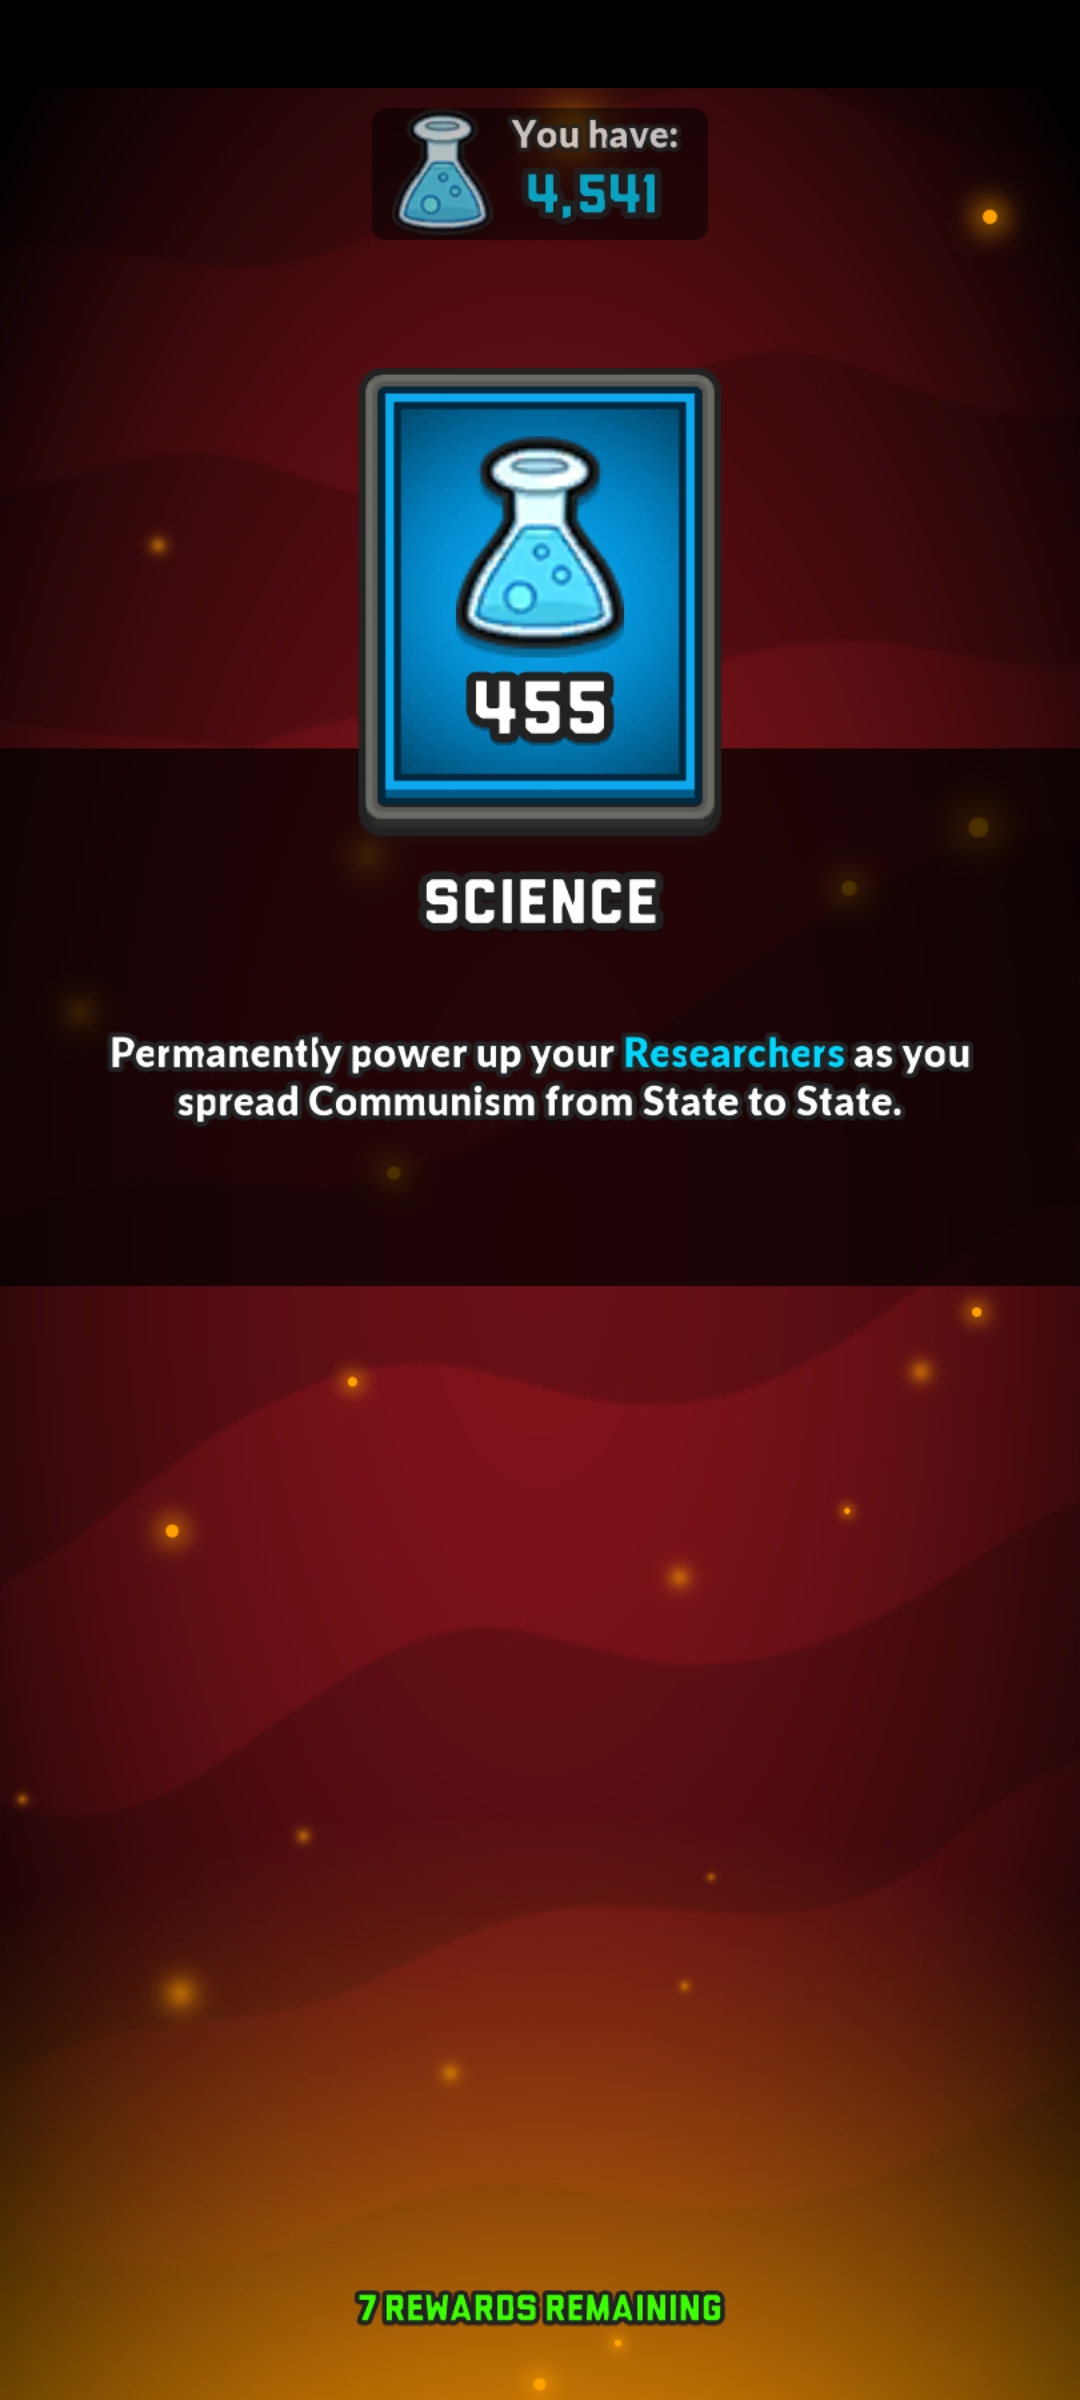 You have:
4,541
455
SCIENCE
Permanently power up your Researchers as you
spread Communism from State to State.
7 REWARDS REMAINING